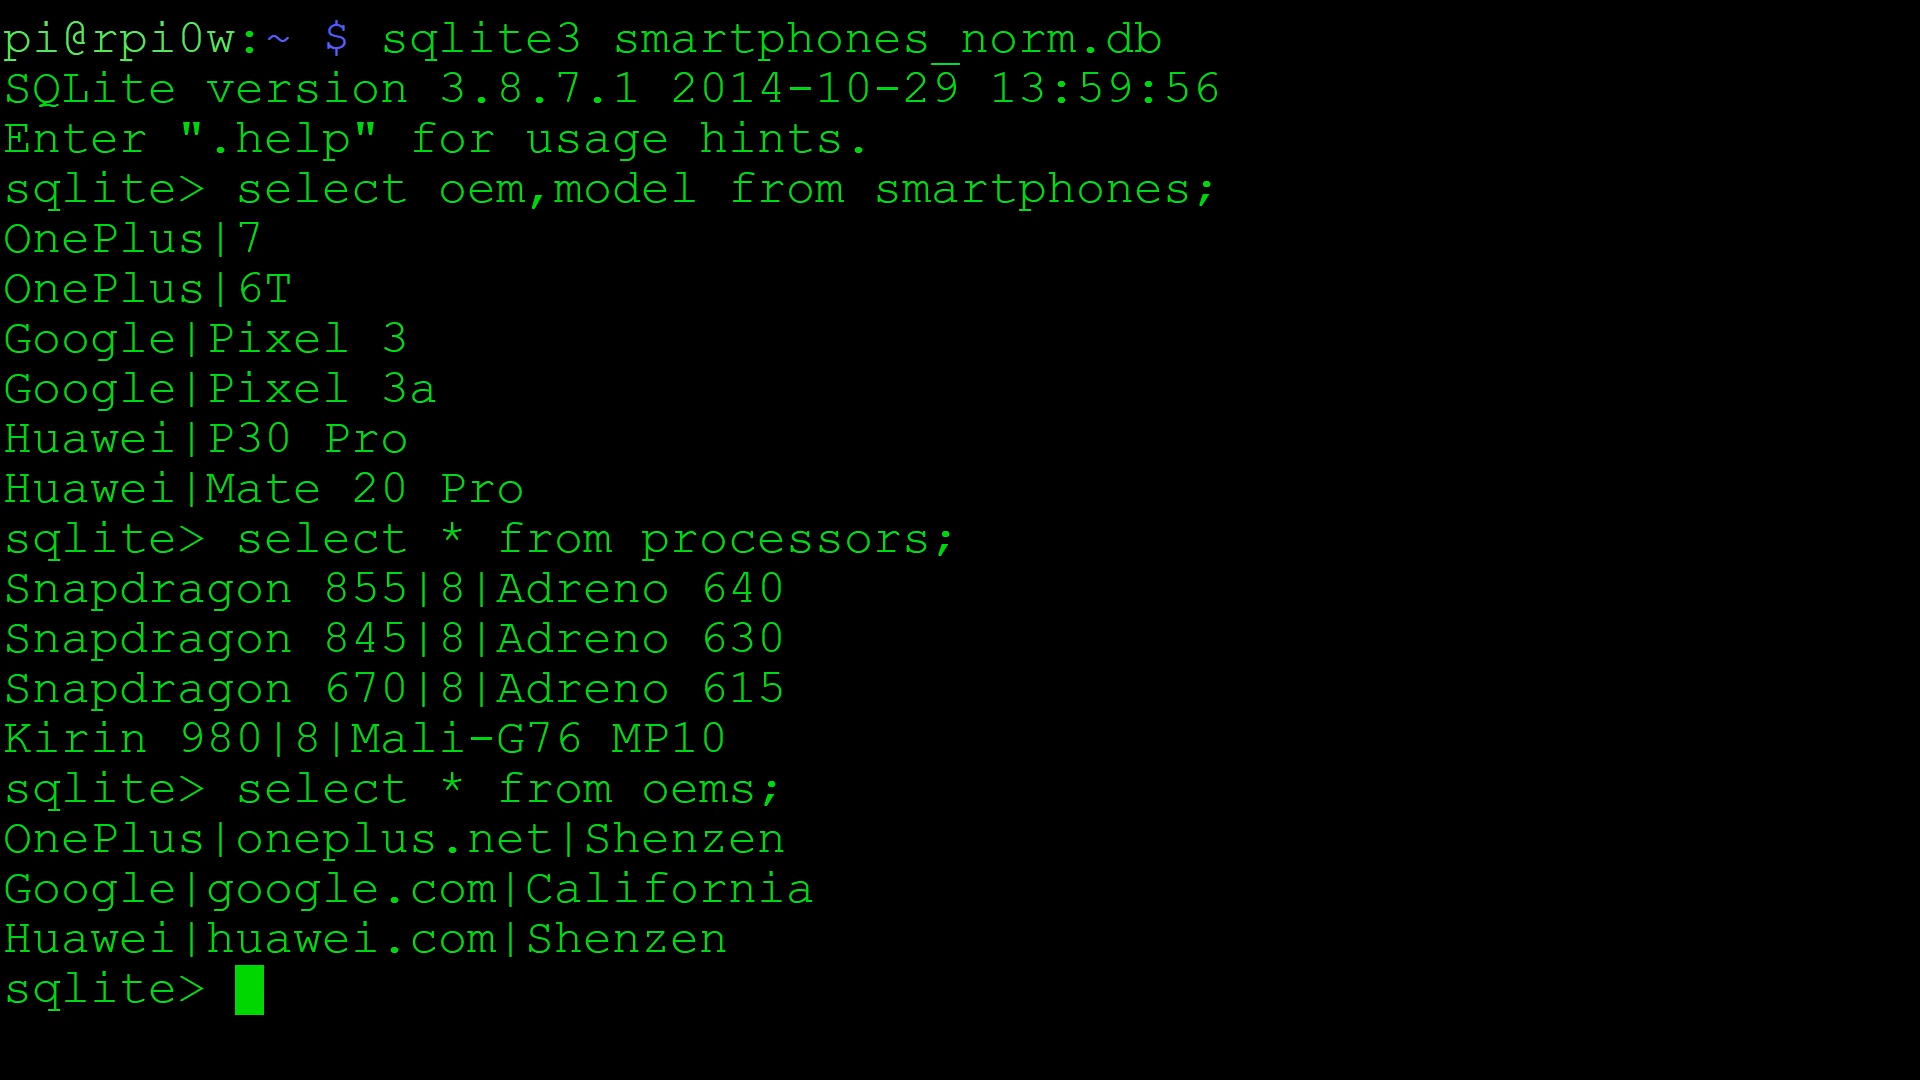 pi@rpi0w:~ $ sqlite3 smartphones_norm.db
SQLite version 3.8.7.1 2014-10-29 13:59:56
Enter ".help" for usage hints.
sqlite> select oem,model from smartphones;
OnePlus|7
OnePlus|6T
Google|Pixel 3
Google|Pixel 3a
Huawei|P30 Pro
Huawei|Mate 20 Pro
sqlite> select * from processors;
Snapdragon 855|8|Adreno 640
Snapdragon 845|8|Adreno 630
Snapdragon 670|8|Adreno 615
Kirin 980|8|Mali-G76 MP10
sqlite> select * from oems;
OnePlus|oneplus.net|Shenzen
Google|google.com|California
Huawei|huawei.com|Shenzen
sqlite>